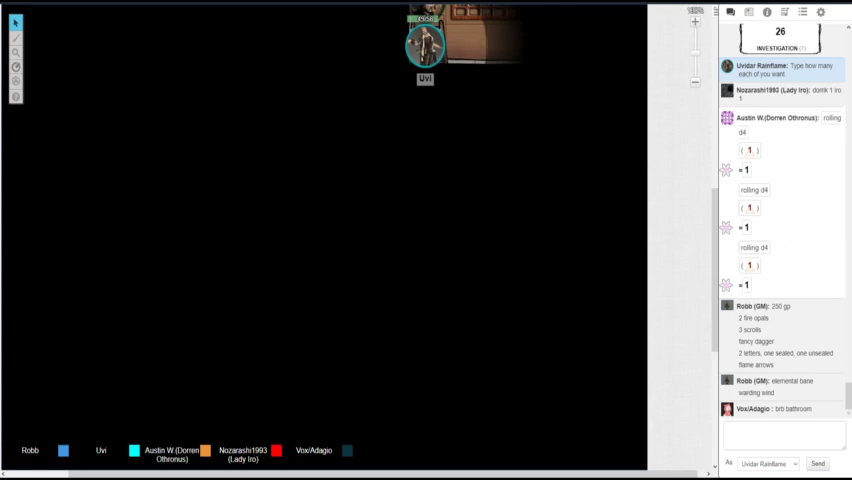 26
INVESTIGATION (7)
Uvidar Rainflame: Type how many
each of you want
Nozarashi1993 (Lady Iro): dorrik 1 iro
1
Austin W.(Dorren Othronus): rolling
d4
( 1 )
= 1
rolling d4
( 1 )
= 1
rolling d4
( 1 )
= 1
Robb (GM): 250 gp
2 fire opals
3 scrolls
fancy dagger
2 letters, one sealed, one unsealed
flame arrows
Robb (GM): elemental bane
warding wind
Vox/Adagio : brb bathroom
Uvi
Robb
Uvi
Austin W.(Dorren
Othronus)
Nozarashi1993
(Lady Iro)
Vox/Adagio
As:
Uvidar Rainflame
Send